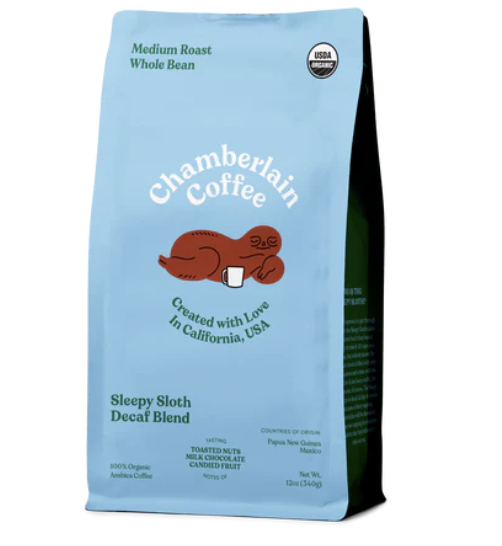 Medium Roast
Whole Bean
USDA
ORGANIC
Chamberlain
Coffee
Created with Love
In California, USA
Sleepy Sloth
Decaf Blend
100% Organic
Arabica Coffee
TASTING
TOASTED NUTS
MILK CHOCOLATE
CANDIED FRUIT
NOTES OF
COUNTRIES OF ORIGIN
Papua New Guinea
Mexico
Net Wt.
12oz (340g)